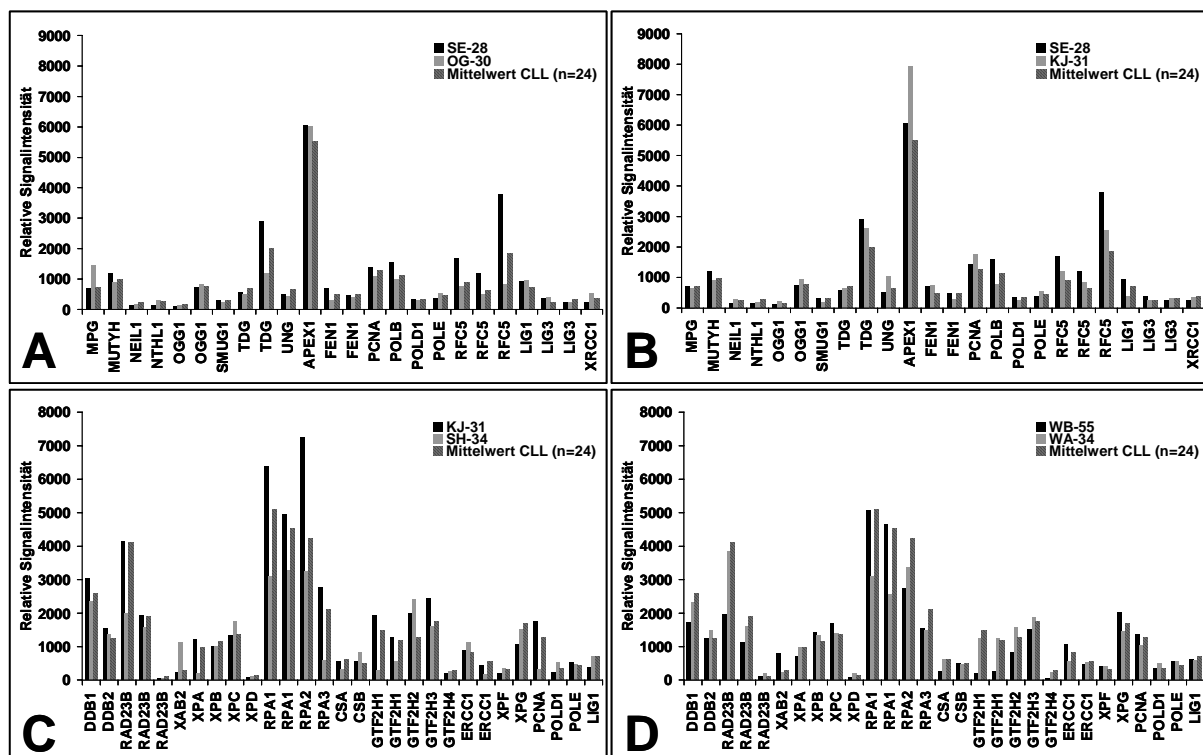 9000
8000
7000
6000
5000
4000
3000
2000
1000
0
Relative Signalintensität
SE-28
OG-30
Mittelwert CLL (n=24)
MPG
MUTYH
NEIL1
NTHL1
OGG1
OGG1
SMUG1
TDG
TDG
UNG
APEX1
FEN1
FEN1
PCNA
POLB
POLD1
POLE
RFC5
RFC5
RFC5
LIG1
LIG3
LIG3
XRCC1
A
9000
8000
7000
6000
5000
4000
3000
2000
1000
0
Relative Signalintensität
SE-28
KJ-31
Mittelwert CLL (n=24)
MPG
MUTYH
NEIL1
NTHL1
OGG1
OGG1
SMUG1
TDG
TDG
UNG
APEX1
FEN1
FEN1
PCNA
POLB
POLD1
POLE
RFC5
RFC5
RFC5
LIG1
LIG3
LIG3
XRCC1
B
8000
7000
6000
5000
4000
3000
2000
1000
0
Relative Signalintensität
KJ-31
SH-34
Mittelwert CLL (n=24)
DDB1
DDB2
RAD23B
RAD23B
RAD23B
XAB2
XPA
XPB
XPC
XPD
RPA1
RPA1
RPA2
RPA3
CSA
CSB
GTF2H1
GTF2H1
GTF2H2
GTF2H3
GTF2H4
ERCC1
ERCC1
XPF
XPG
PCNA
POLD1
POLE
LIG1
C
8000
7000
6000
5000
4000
3000
2000
1000
0
Relative Signalintensität
WB-55
WA-34
Mittelwert CLL (n=24)
DDB1
DDB2
RAD23B
RAD23B
RAD23B
XAB2
XPA
XPB
XPC
XPD
RPA1
RPA1
RPA2
RPA3
CSA
CSB
GTF2H1
GTF2H1
GTF2H2
GTF2H3
GTF2H4
ERCC1
ERCC1
XPF
XPG
PCNA
POLD1
POLE
LIG1
D